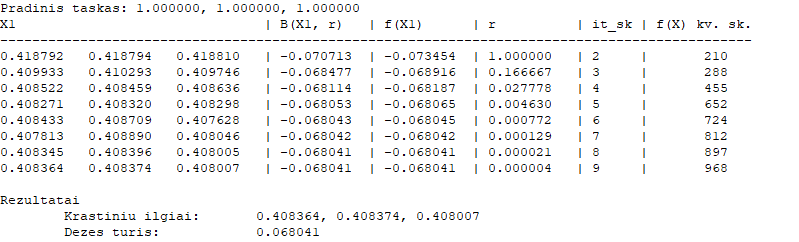 Pradinis taskas: 1.000000, 1.000000, 1.000000
X1 | B(X1, r) | f(X1) | r | it_sk | f(X) kv. sk.
--------------------------------------------------------------------------------------------
0.418792 0.418794 0.418810 | -0.070713 | -0.073454 | 1.000000 | 2 | 210
0.409933 0.410293 0.409746 | -0.068477 | -0.068916 | 0.166667 | 3 | 288
0.408522 0.408459 0.408636 | -0.068114 | -0.068187 | 0.027778 | 4 | 455
0.408271 0.408320 0.408298 | -0.068053 | -0.068065 | 0.004630 | 5 | 652
0.408433 0.408709 0.407628 | -0.068043 | -0.068045 | 0.000772 | 6 | 724
0.407813 0.408890 0.408046 | -0.068042 | -0.068042 | 0.000129 | 7 | 812
0.408345 0.408396 0.408005 | -0.068041 | -0.068041 | 0.000021 | 8 | 897
0.408364 0.408374 0.408007 | -0.068041 | -0.068041 | 0.000004 | 9 | 968
Rezultatai
Krastiniu ilgiai: 0.408364, 0.408374, 0.408007
Dezes turis: 0.068041